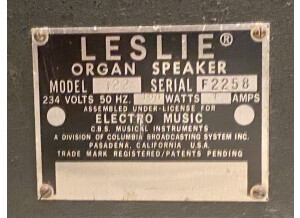 LESLIE®
ORGAN SPEAKER
MODEL 122 SERIAL F2258
234 VOLTS 50 HZ. WATTS AMPS
ASSEMBLED UNDER LICENSE FOR
ELECTRO MUSIC
C.B.S. MUSICAL INSTRUMENTS
A DIVISION OF COLUMBIA BROADCASTING SYSTEM INC.
PASADENA, CALIFORNIA U.S.A.
TRADE MARK REGISTERED/PATENTS PENDING